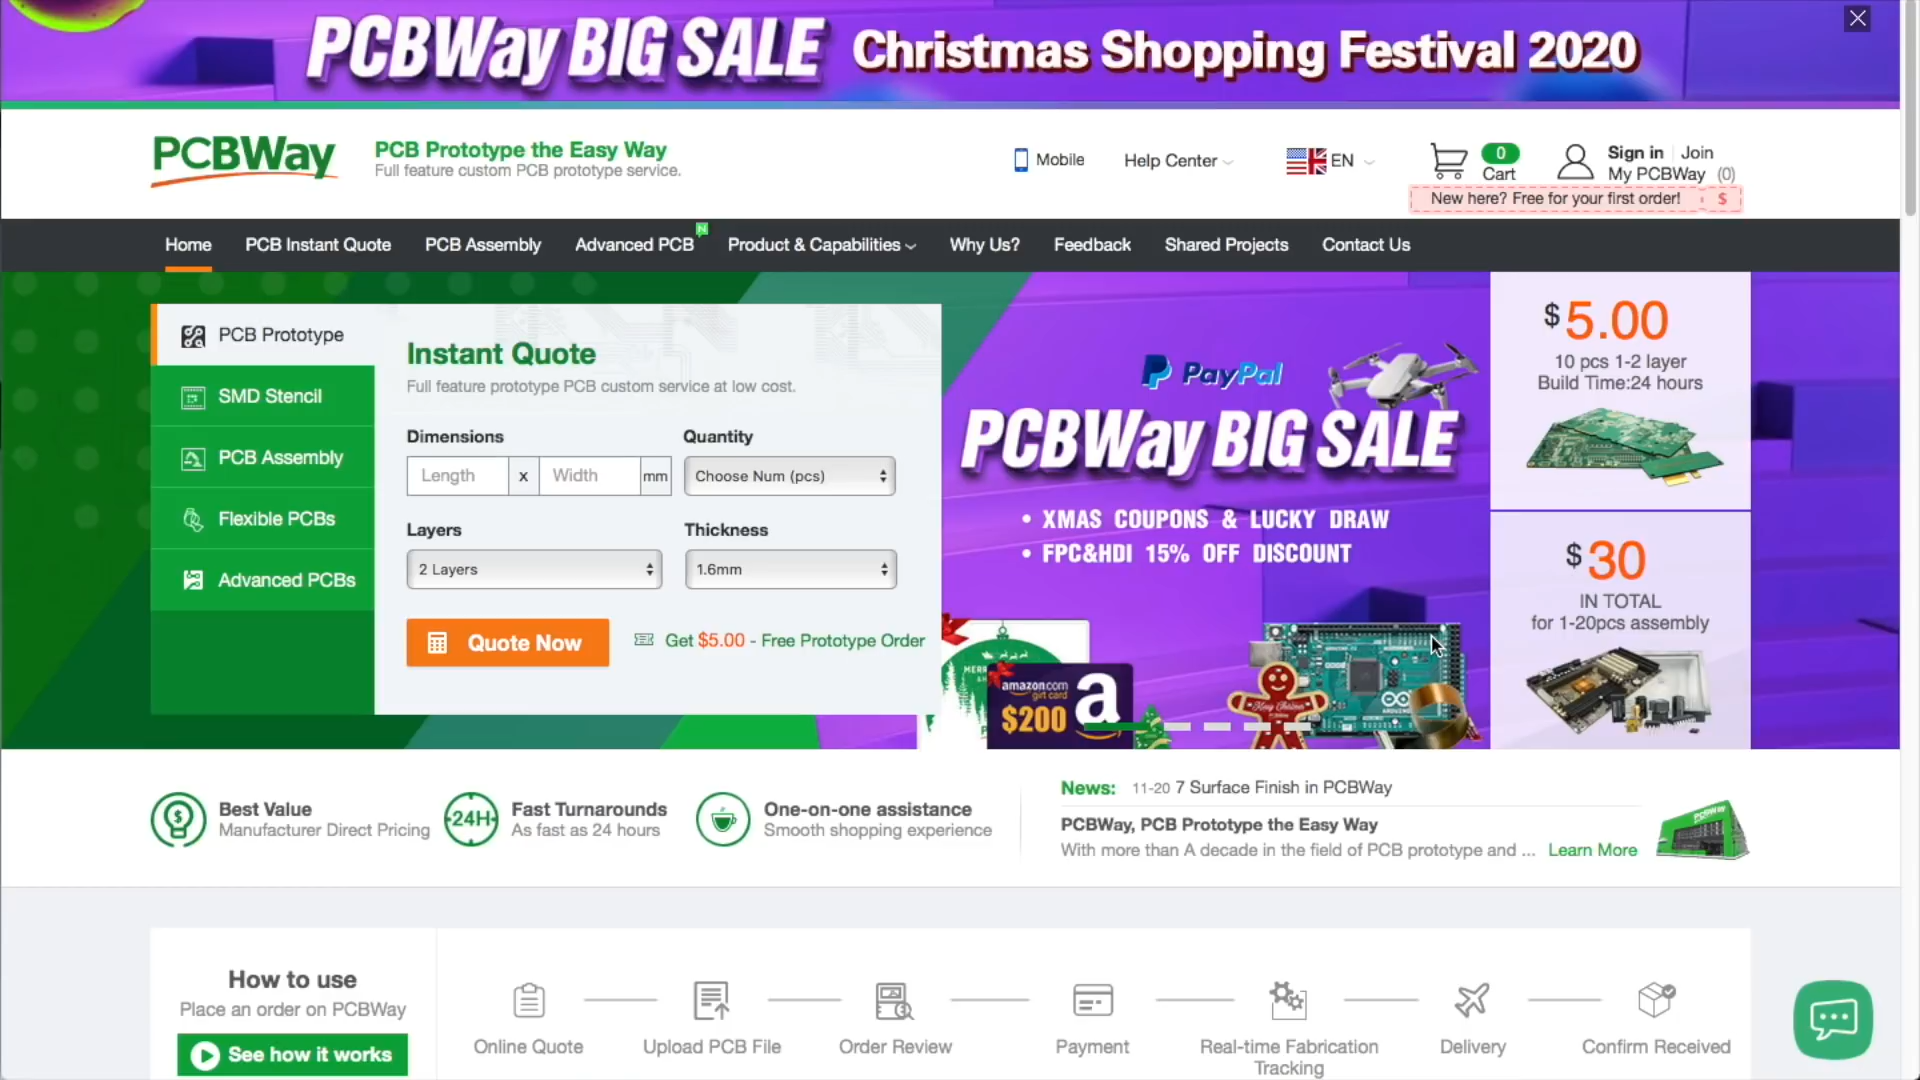 PCBWay BIG SALE Christmas Shopping Festival 2020
PCBWay
PCB Prototype the Easy Way
Full feature custom PCB prototype service.
Mobile
Help Center
EN
0
Cart
Sign in
Join
My PCBWay (0)
New here? Free for your first order! $
Home
PCB Instant Quote
PCB Assembly
Advanced PCB
N
Product & Capabilities
Why Us?
Feedback
Shared Projects
Contact Us
PCB Prototype
SMD Stencil
PCB Assembly
Flexible PCBs
Advanced PCBs
Instant Quote
Full feature prototype PCB custom service at low cost.
Dimensions
Quantity
Length x Width mm
Choose Num (pcs)
Layers
Thickness
2 Layers
1.6mm
Quote Now
Get $5.00 - Free Prototype Order
PayPal
PCBWay BIG SALE
• XMAS COUPONS & LUCKY DRAW
• FPC&HDI 15% OFF DISCOUNT
amazon.com
gift card
$200
a
Merry Christmas
$5.00
10 pcs 1-2 layer
Build Time:24 hours
$30
IN TOTAL
for 1-20pcs assembly
Best Value
Manufacturer Direct Pricing
24H
Fast Turnarounds
As fast as 24 hours
One-on-one assistance
Smooth shopping experience
News: 11-20 7 Surface Finish in PCBWay
PCBWay, PCB Prototype the Easy Way
With more than A decade in the field of PCB prototype and ... Learn More
PCBWay
How to use
Place an order on PCBWay
See how it works
Online Quote
Upload PCB File
Order Review
Payment
Real-time Fabrication
Tracking
Delivery
Confirm Received